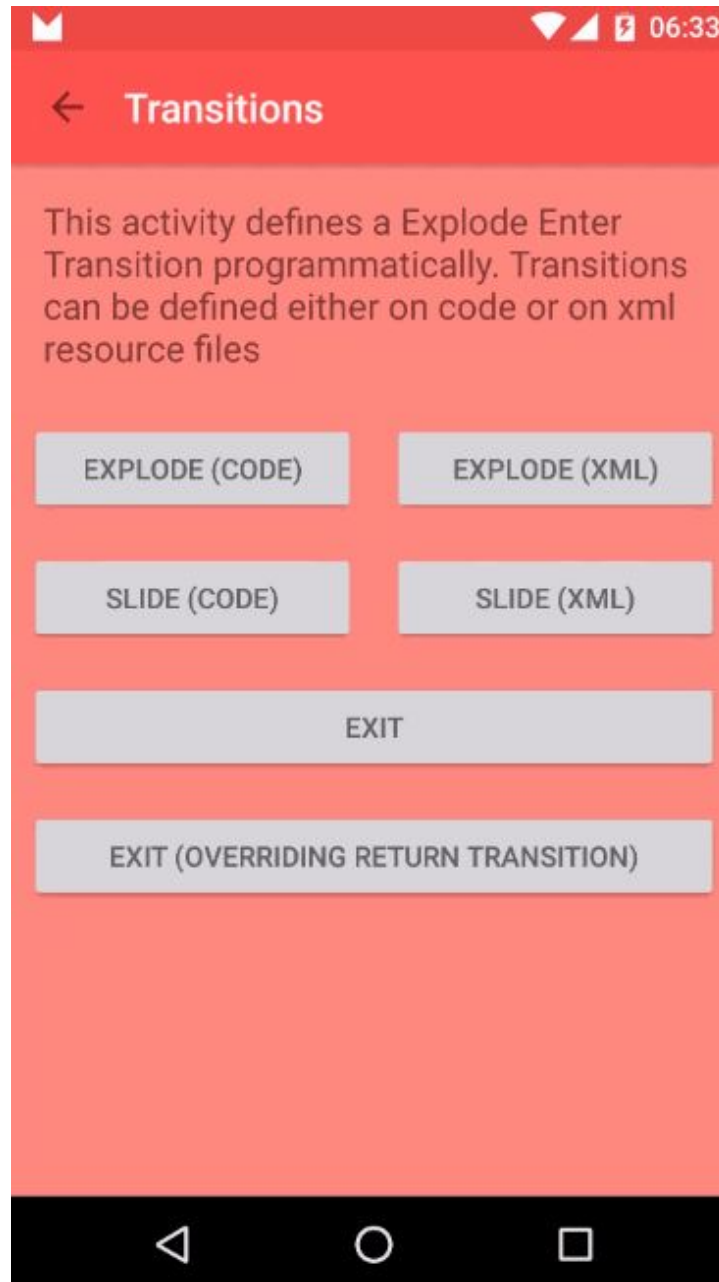 06:33
Transitions
This activity defines a Explode Enter
Transition programmatically. Transitions
can be defined either on code or on xml
resource files
EXPLODE (CODE)
EXPLODE (XML)
SLIDE (CODE)
SLIDE (XML)
EXIT
EXIT (OVERRIDING RETURN TRANSITION)